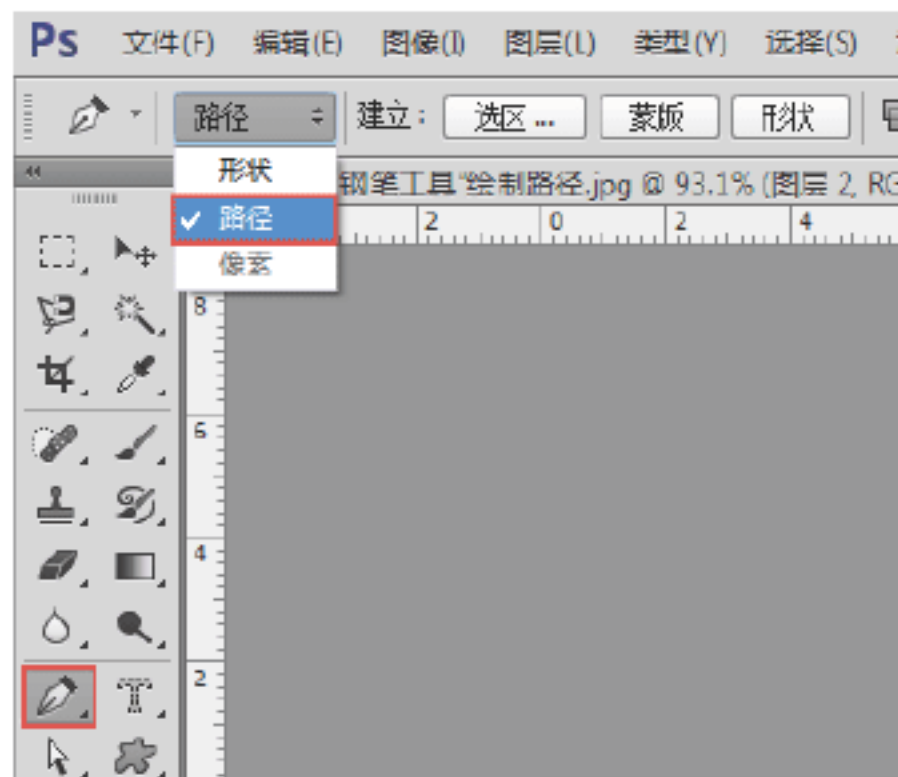 Ps 文件(F) 编辑(E) 图像(I) 图层(L) 类型(Y) 选择(S)
路径 建立： 选区... 蒙版 形状
形状
钢笔工具"绘制路径.jpg @ 93.1% (图层 2, RG
路径
2 0 2 4
像素
8
6
4
2